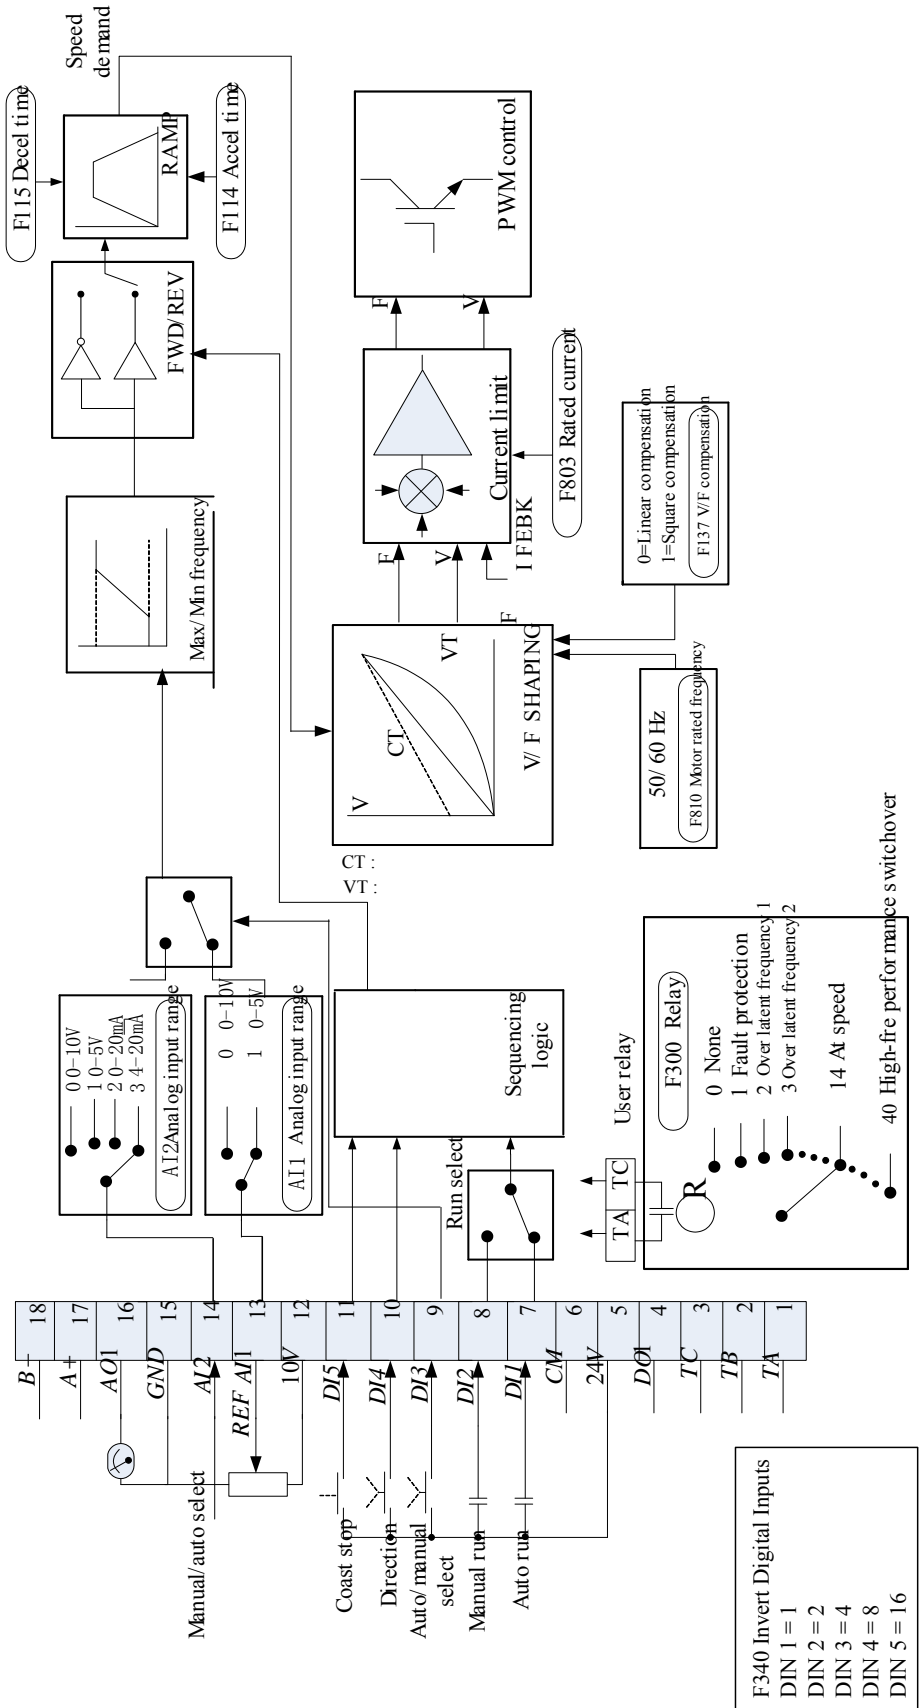 F340 Invert Digital Inputs
DIN 1 = 1
DIN 2 = 2
DIN 3 = 4
DIN 4 = 8
DIN 5 = 16
Manual/auto select
Coast stop
Direction
Auto/manual
select
Manual run
Auto run
B-
A+
AO1
GND
AI2
REF AI1
10V
DI5
DI4
DI3
DI2
DI1
CM
24V
DO1
TC
TB
TA
18
17
16
15
14
13
12
11
10
9
8
7
6
5
4
3
2
1
0 0-10V
1 0-5V
2 0-20mA
3 4-20mA
AI2Analog input range
0 0-10V
1 0-5V
AI1 Analog input range
Run select
Sequencing
logic
User relay
TA
TC
R
F300 Relay
0 None
1 Fault protection
2 Over latent frequency 1
3 Over latent frequency 2
14 At speed
40 High-fre performance switchover
Max/Min frequency
FWD/REV
F115 Decel time
RAMP
F114 Accel time
Speed
demand
CT :
VT :
V
CT
VT
F
V/F SHAPING
50/60 Hz
F810 Motor rated frequency
0=Linear compensation
1=Square compensation
F137 V/F compensation
F
V
I FEBK
Current limit
F803 Rated current
F
V
PWM control